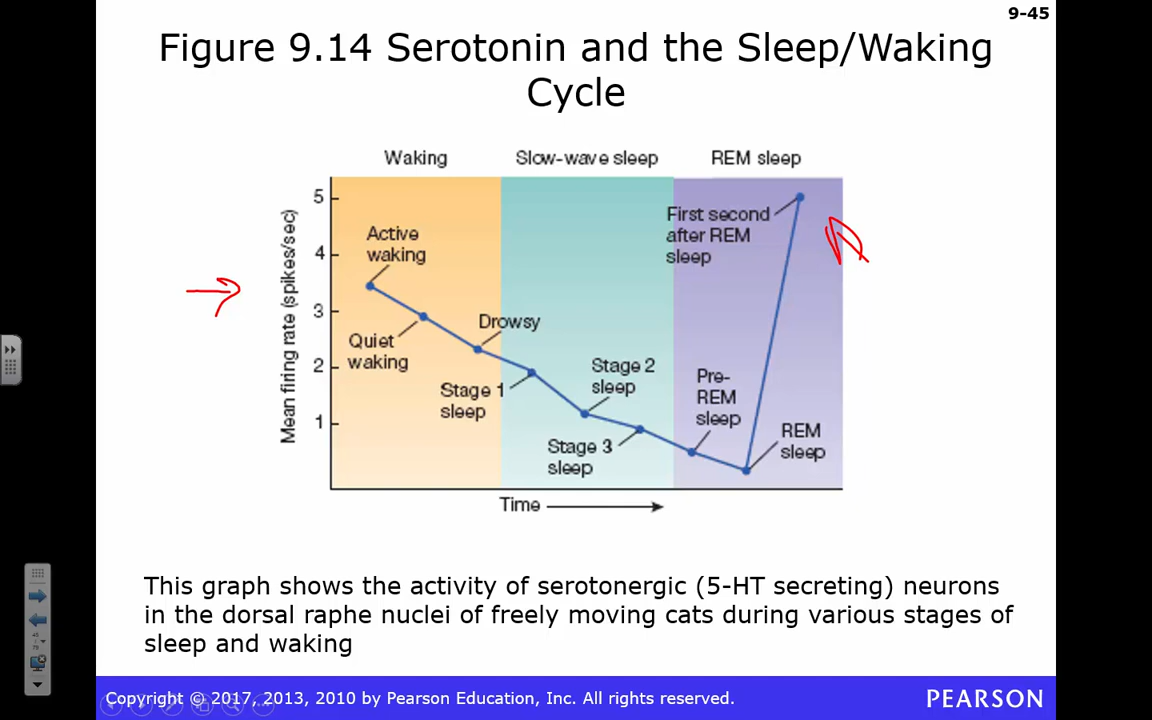 9-45
Figure 9.14 Serotonin and the Sleep/Waking
Cycle
Waking
Slow-wave sleep
REM sleep
Mean firing rate (spikes/sec)
5
4
3
2
1
Active
waking
Quiet
waking
Drowsy
Stage 1
sleep
Stage 2
sleep
Stage 3
sleep
Pre-
REM
sleep
REM
sleep
First second
after REM
sleep
Time
This graph shows the activity of serotonergic (5-HT secreting) neurons
in the dorsal raphe nuclei of freely moving cats during various stages of
sleep and waking
Copyright © 2017, 2013, 2010 by Pearson Education, Inc. All rights reserved.
PEARSON